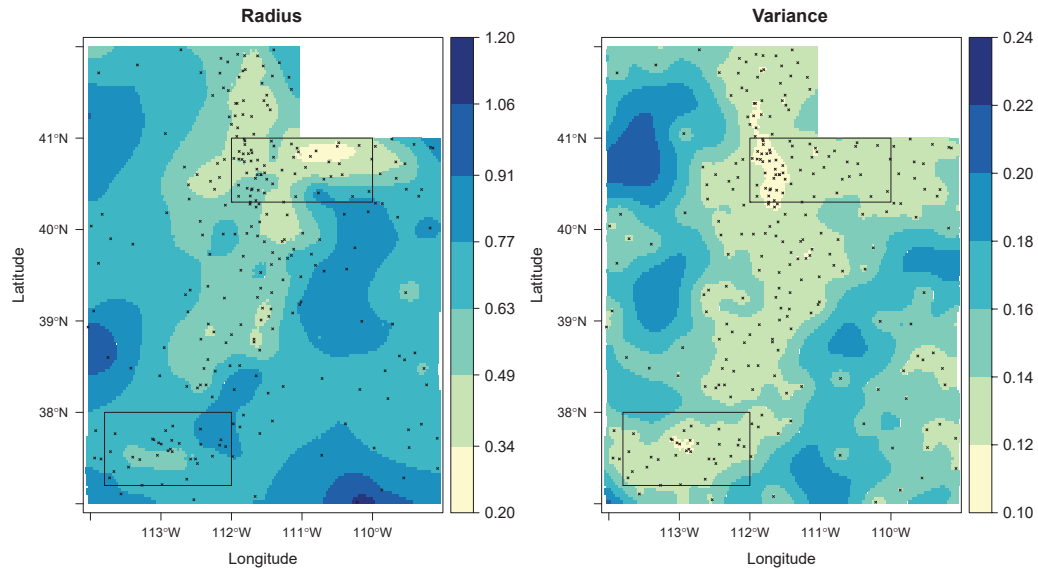 Radius
Variance
Latitude
41°N
40°N
39°N
38°N
113°W
112°W
111°W
110°W
Longitude
1.20
1.06
0.91
0.77
0.63
0.49
0.34
0.20
Latitude
41°N
40°N
39°N
38°N
113°W
112°W
111°W
110°W
Longitude
0.24
0.22
0.20
0.18
0.16
0.14
0.12
0.10